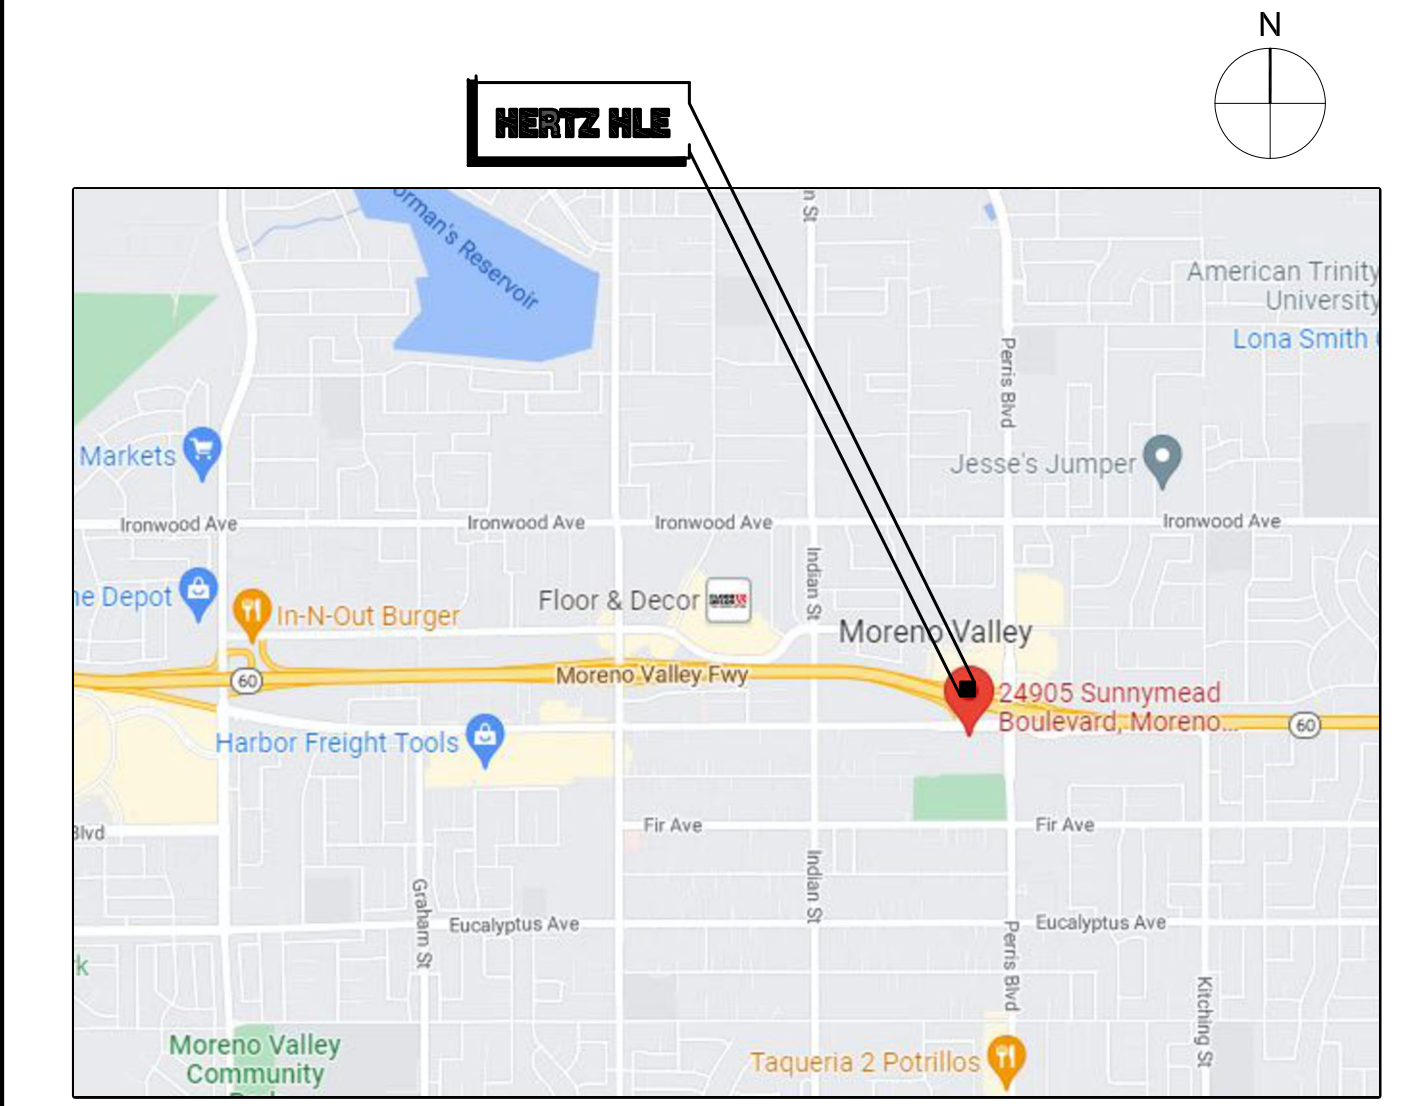 N
HERTZ HLE
orman's Reservoir
n St
American Trinity
University
Lona Smith
Perris Blvd
Markets
Jesse's Jumper
Ironwood Ave
Ironwood Ave
Ironwood Ave
Ironwood Ave
Indian St
ne Depot
In-N-Out Burger
Floor & Decor
Moreno Valley
Moreno Valley Fwy
60
24905 Sunnymead
Boulevard, Moreno...
60
Harbor Freight Tools
Blvd
Fir Ave
Fir Ave
Indian St
Graham St
Eucalyptus Ave
Eucalyptus Ave
Perris Blvd
k
Kitching St
Moreno Valley
Community
Taqueria 2 Potrillos